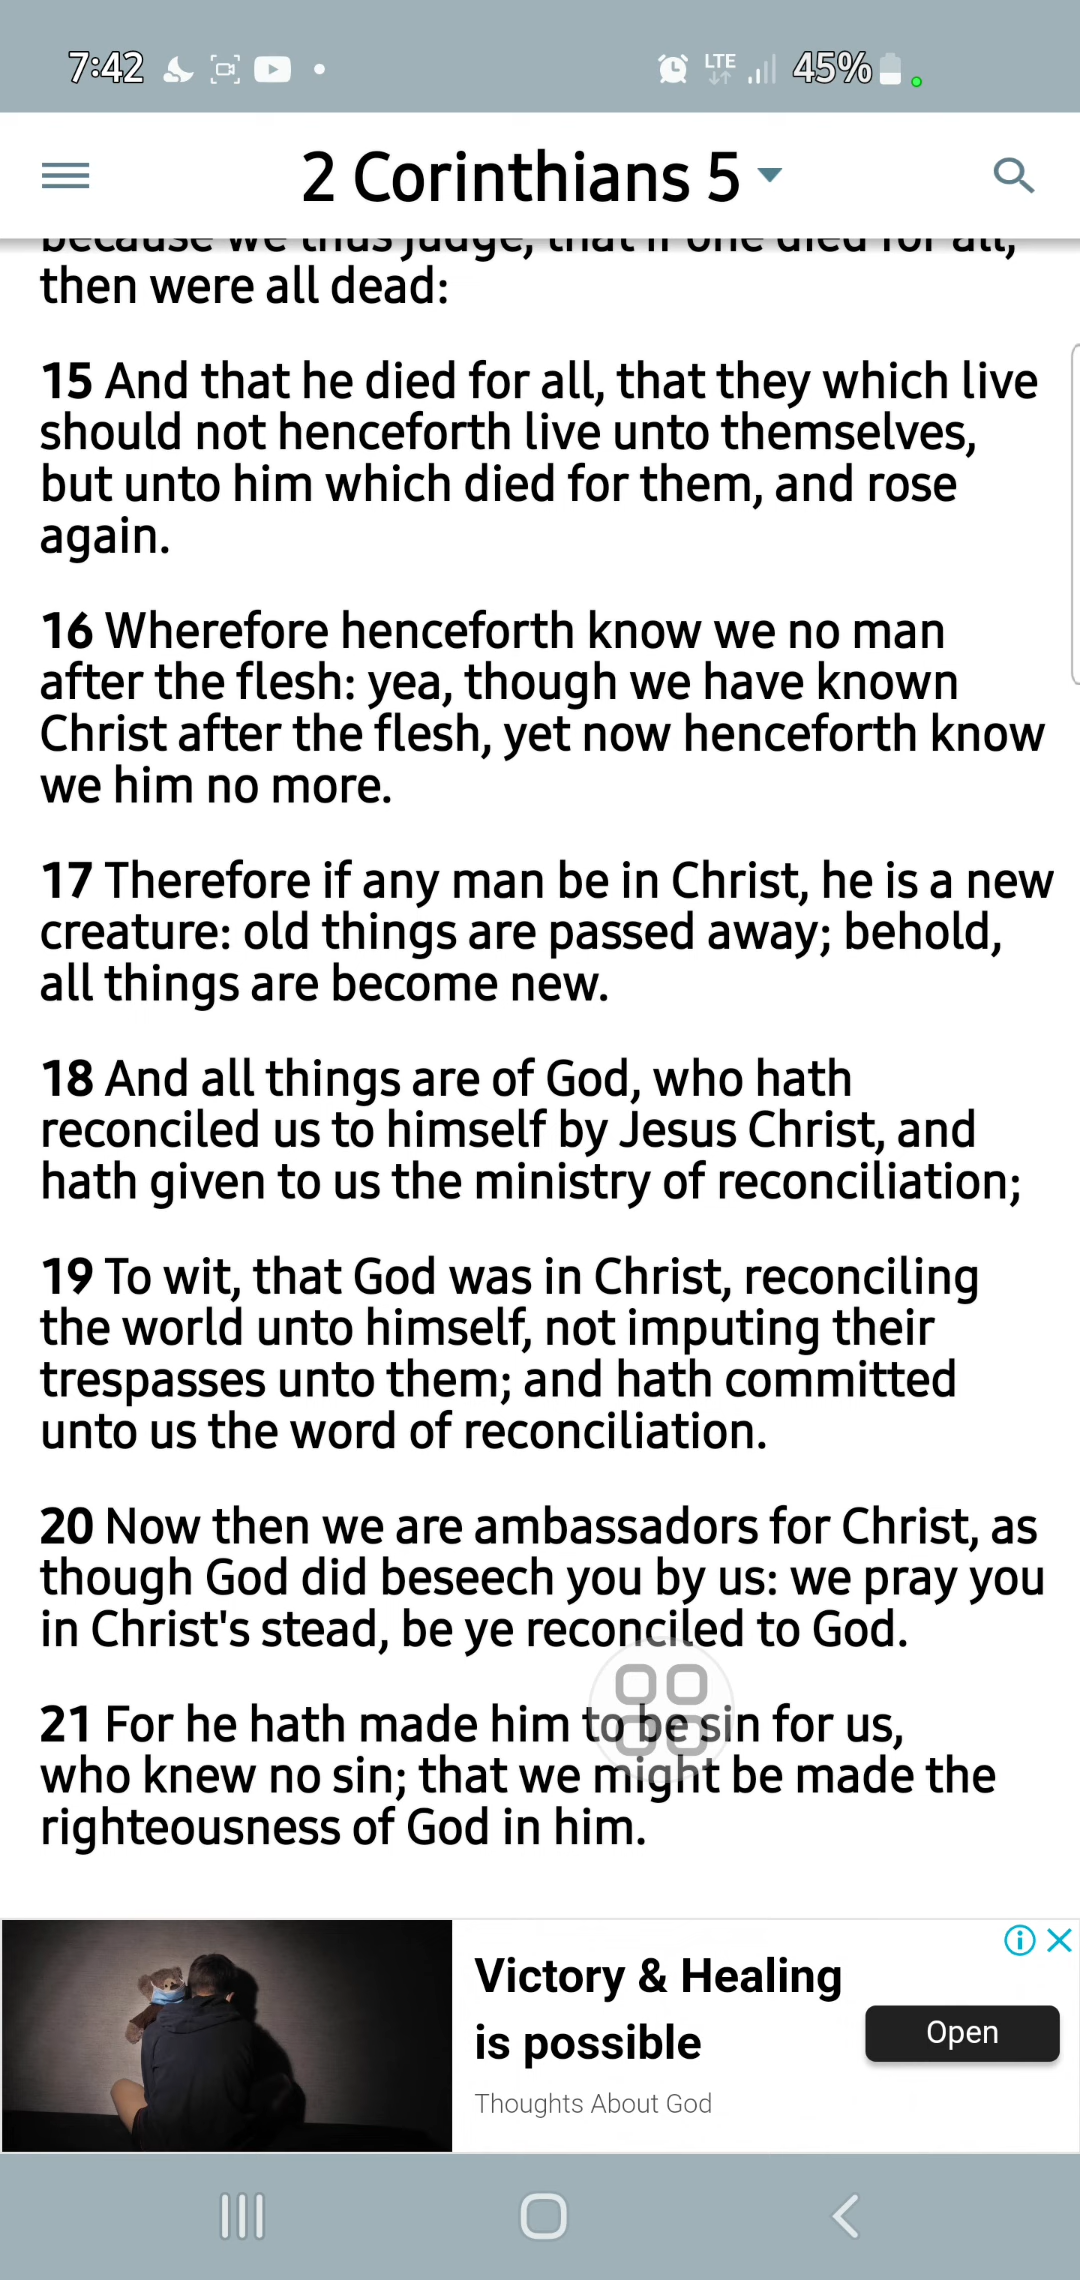 7:42
LTE
45%
2 Corinthians 5
because we thus judge, that if one died for all,
then were all dead:
15 And that he died for all, that they which live
should not henceforth live unto themselves,
but unto him which died for them, and rose
again.
16 Wherefore henceforth know we no man
after the flesh: yea, though we have known
Christ after the flesh, yet now henceforth know
we him no more.
17 Therefore if any man be in Christ, he is a new
creature: old things are passed away; behold,
all things are become new.
18 And all things are of God, who hath
reconciled us to himself by Jesus Christ, and
hath given to us the ministry of reconciliation;
19 To wit, that God was in Christ, reconciling
the world unto himself, not imputing their
trespasses unto them; and hath committed
unto us the word of reconciliation.
20 Now then we are ambassadors for Christ, as
though God did beseech you by us: we pray you
in Christ's stead, be ye reconciled to God.
21 For he hath made him to be sin for us,
who knew no sin; that we might be made the
righteousness of God in him.
Victory & Healing
is possible
Thoughts About God
Open